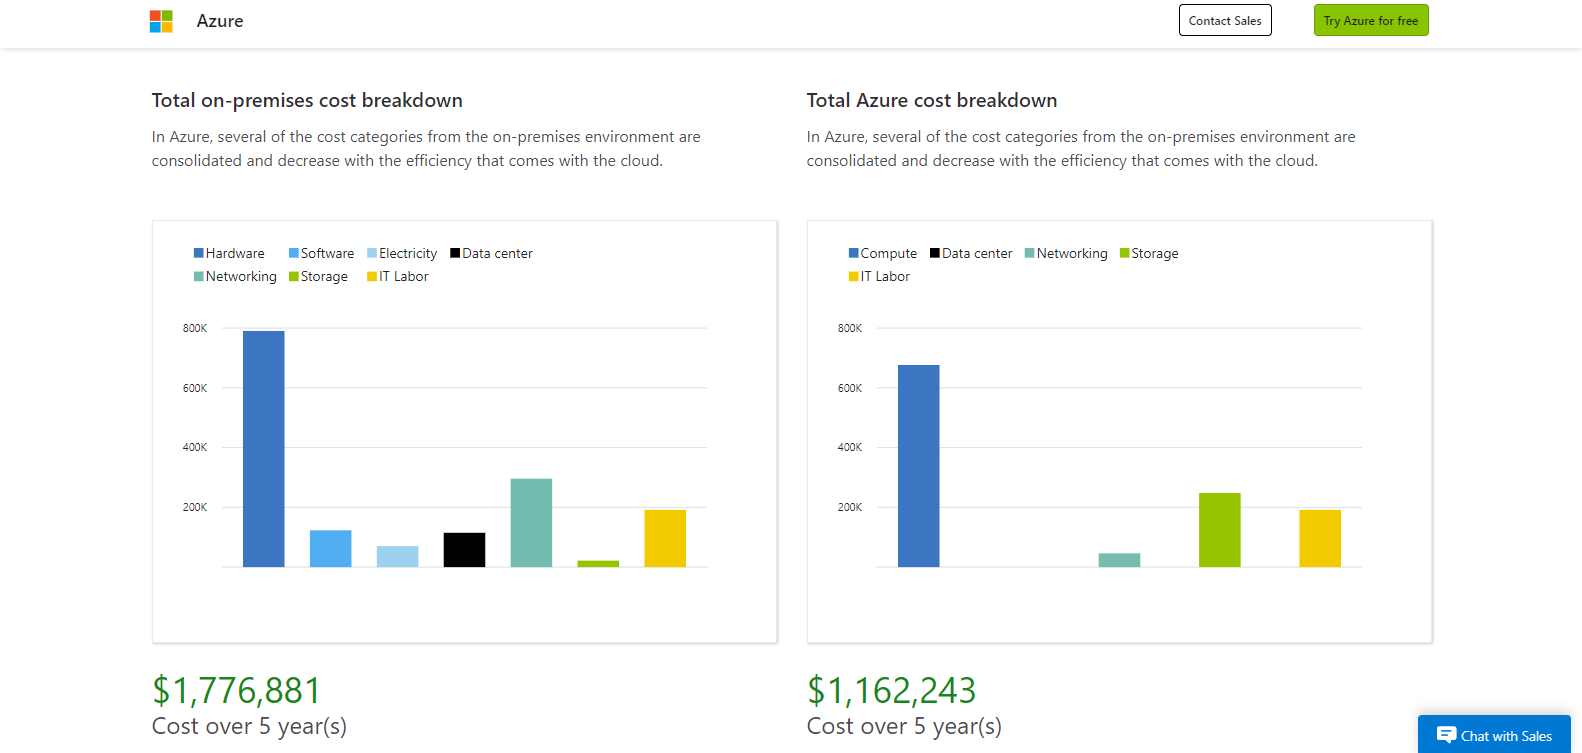 Azure
Contact Sales
Try Azure for free
Total on-premises cost breakdown
In Azure, several of the cost categories from the on-premises environment are
consolidated and decrease with the efficiency that comes with the cloud.
Hardware Software Electricity Data center
Networking Storage IT Labor
800K
600K
400K
200K
$1,776,881
Cost over 5 year(s)
Total Azure cost breakdown
In Azure, several of the cost categories from the on-premises environment are
consolidated and decrease with the efficiency that comes with the cloud.
Compute Data center Networking Storage
IT Labor
800K
600K
400K
200K
$1,162,243
Cost over 5 year(s)
Chat with Sales